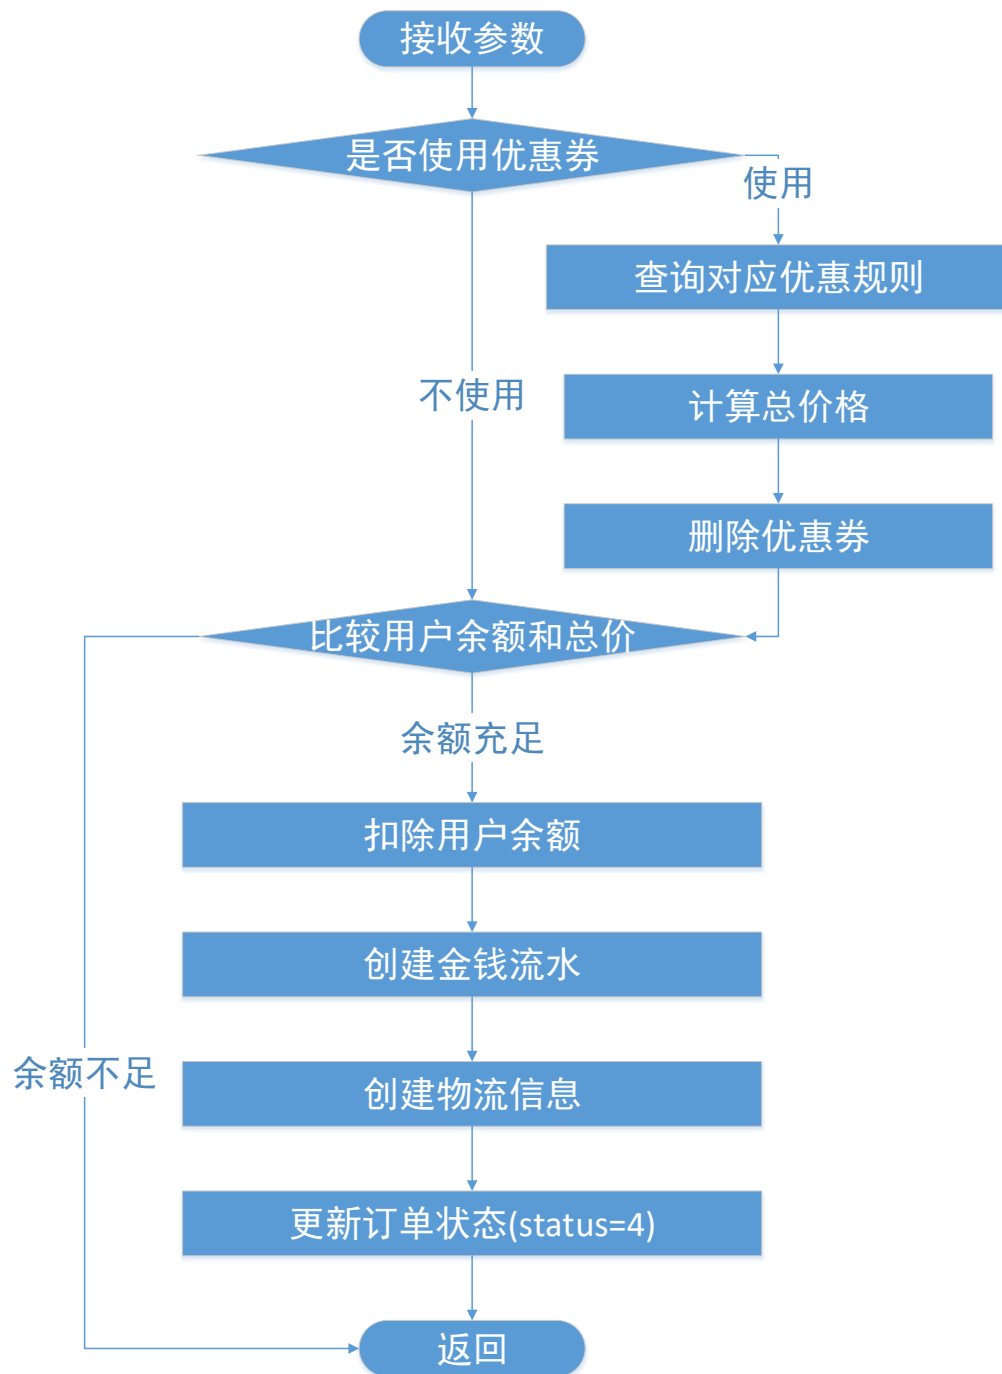 接收参数
是否使用优惠券
使用
查询对应优惠规则
不使用
计算总价格
删除优惠券
比较用户余额和总价
余额充足
扣除用户余额
创建金钱流水
余额不足
创建物流信息
更新订单状态(status=4)
返回